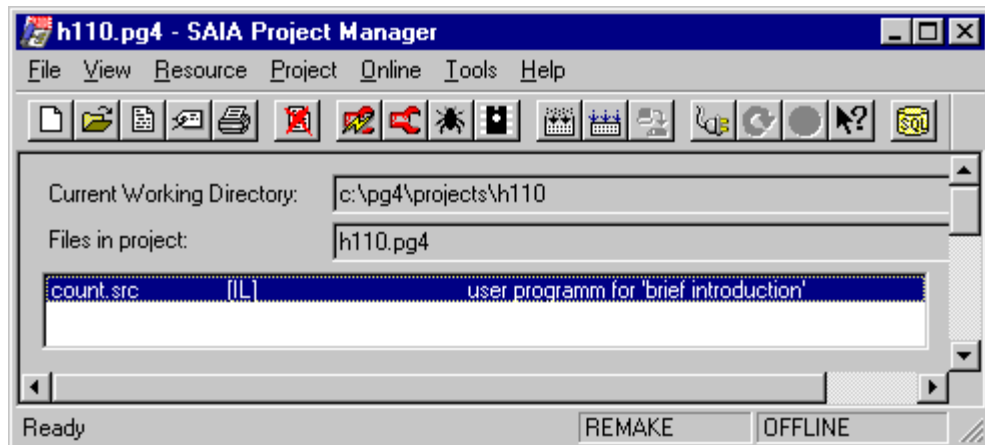 h110.pg4 - SAIA Project Manager
File View Resource Project Online Tools Help
SQL
Current Working Directory: c:\pg4\projects\h110
Files in project: h110.pg4
count.src [IL] user programm for 'brief introduction'
Ready REMAKE OFFLINE